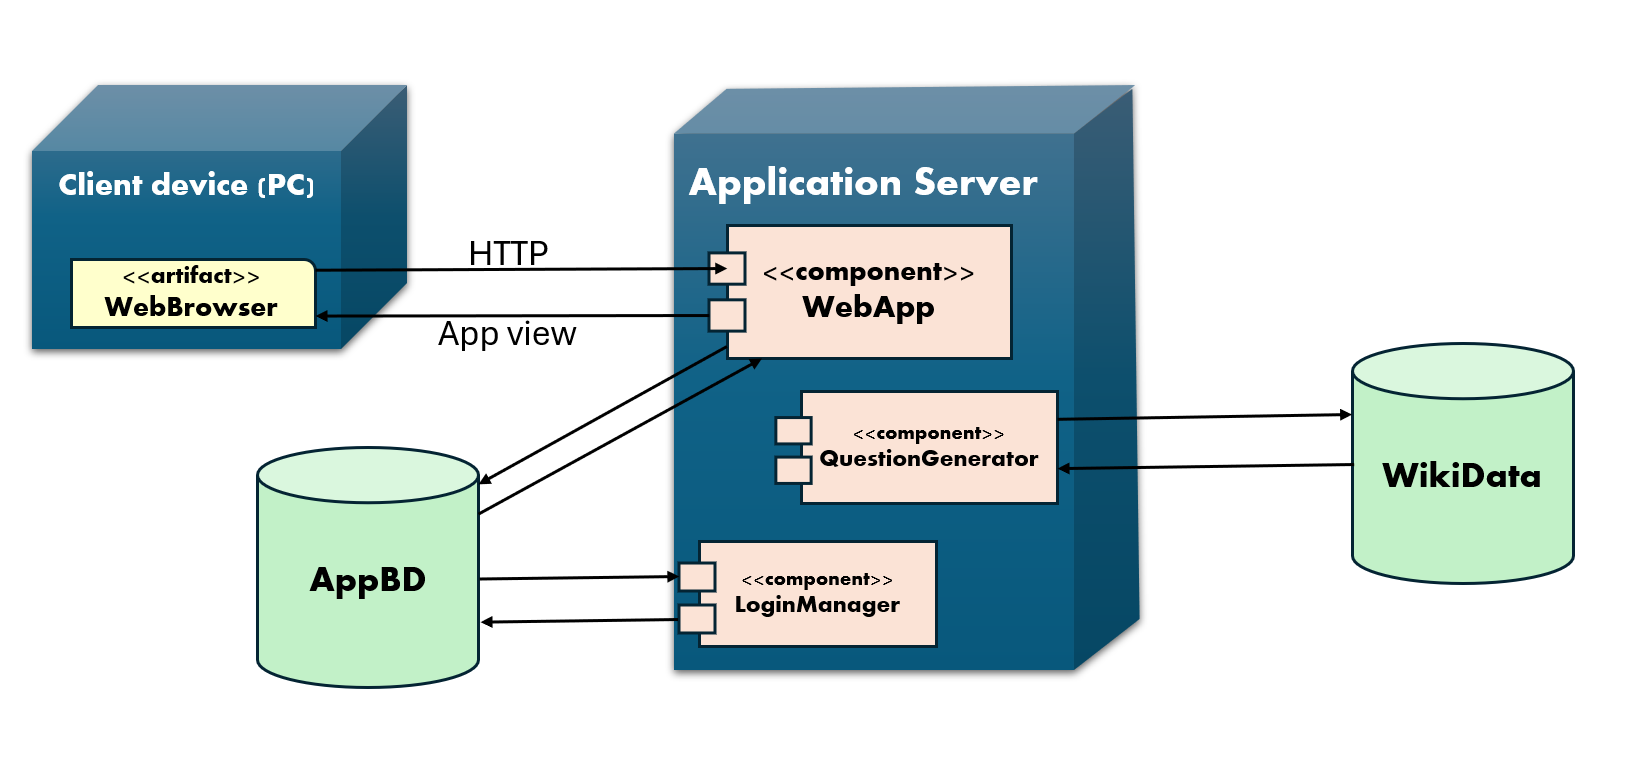 Client device (PC)
<<artifact>>
WebBrowser
HTTP
App view
Application Server
<<component>>
WebApp
<<component>>
QuestionGenerator
<<component>>
LoginManager
AppBD
WikiData